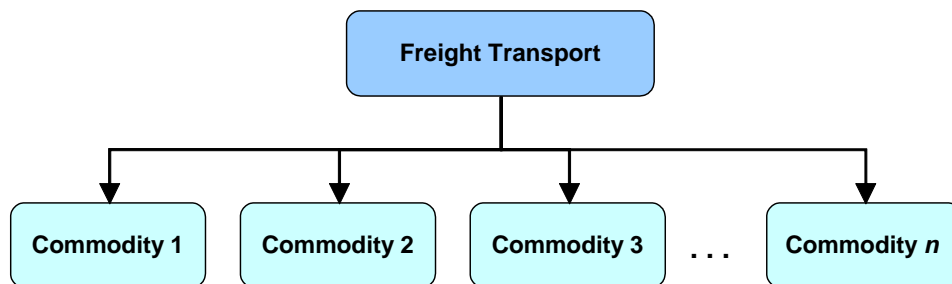 Freight Transport
Commodity 1
Commodity 2
Commodity 3
. . .
Commodity n